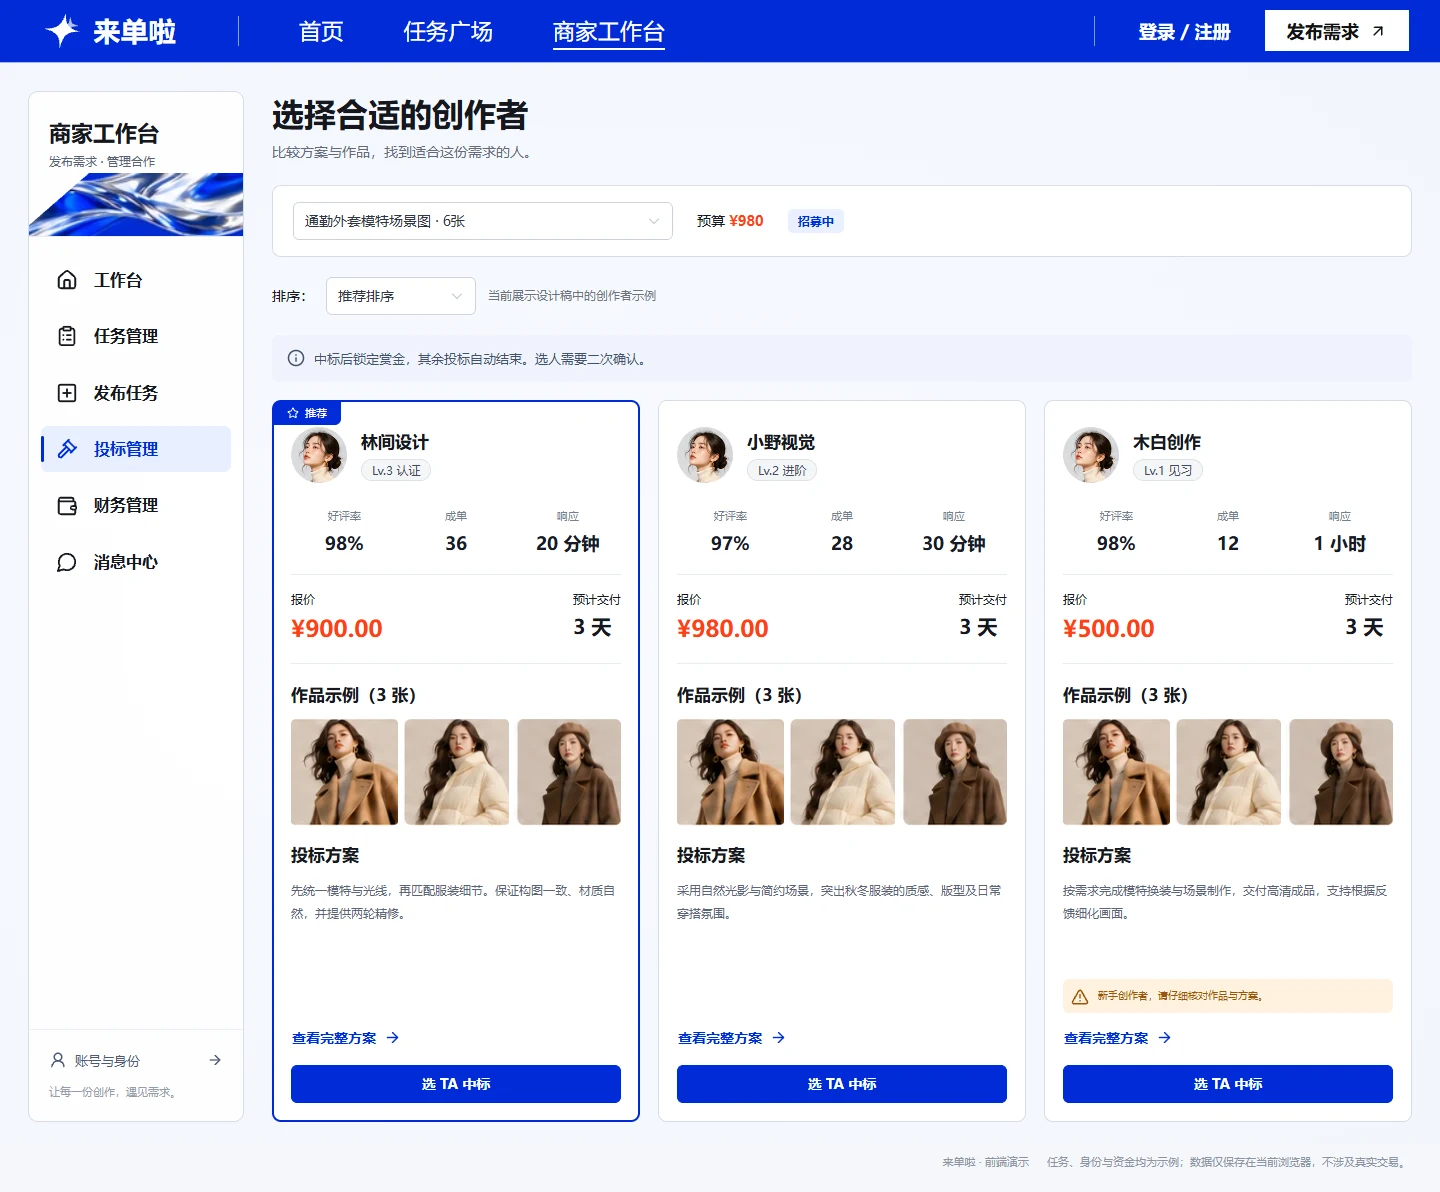 来单啦
首页
任务广场
商家工作台
登录 / 注册
发布需求
商家工作台
发布需求 · 管理合作
工作台
任务管理
发布任务
投标管理
财务管理
消息中心
账号与身份
让每一份创作，遇见需求。
选择合适的创作者
比较方案与作品，找到适合这份需求的人。
通勤外套模特场景图 · 6张
预算 ¥980
招募中
排序：
推荐排序
当前展示设计稿中的创作者示例
中标后锁定赏金，其余投标自动结束。选人需要二次确认。
推荐
林间设计
Lv.3 认证
好评率 成单 响应
98% 36 20 分钟
报价 预计交付
¥900.00 3 天
作品示例（3 张）
投标方案
先统一模特与光线，再匹配服装细节。保证构图一致、材质自
然，并提供两轮精修。
查看完整方案
选 TA 中标
小野视觉
Lv.2 进阶
好评率 成单 响应
97% 28 30 分钟
报价 预计交付
¥980.00 3 天
作品示例（3 张）
投标方案
采用自然光影与简约场景，突出秋冬服装的质感、版型及日常
穿搭氛围。
查看完整方案
选 TA 中标
木白创作
Lv.1 见习
好评率 成单 响应
98% 12 1 小时
报价 预计交付
¥500.00 3 天
作品示例（3 张）
投标方案
按需求完成模特换装与场景制作，交付高清成品，支持根据反
馈细化画面。
新手创作者，请仔细核对作品与方案。
查看完整方案
选 TA 中标
来单啦 · 前端演示 任务、身份与资金均为示例；数据仅保存在当前浏览器，不涉及真实交易。